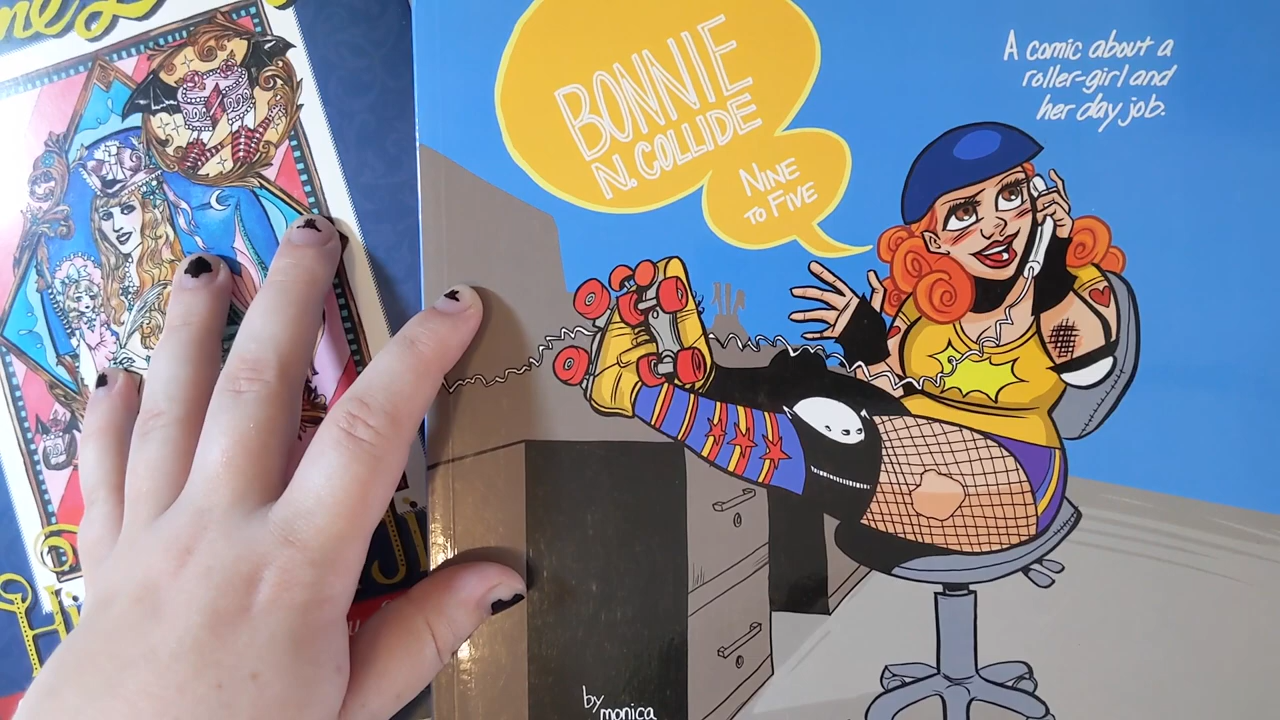 BONNIE
N. COLLIDE
NINE
TO FIVE
A comic about a
roller-girl and
her day job.
by
monica